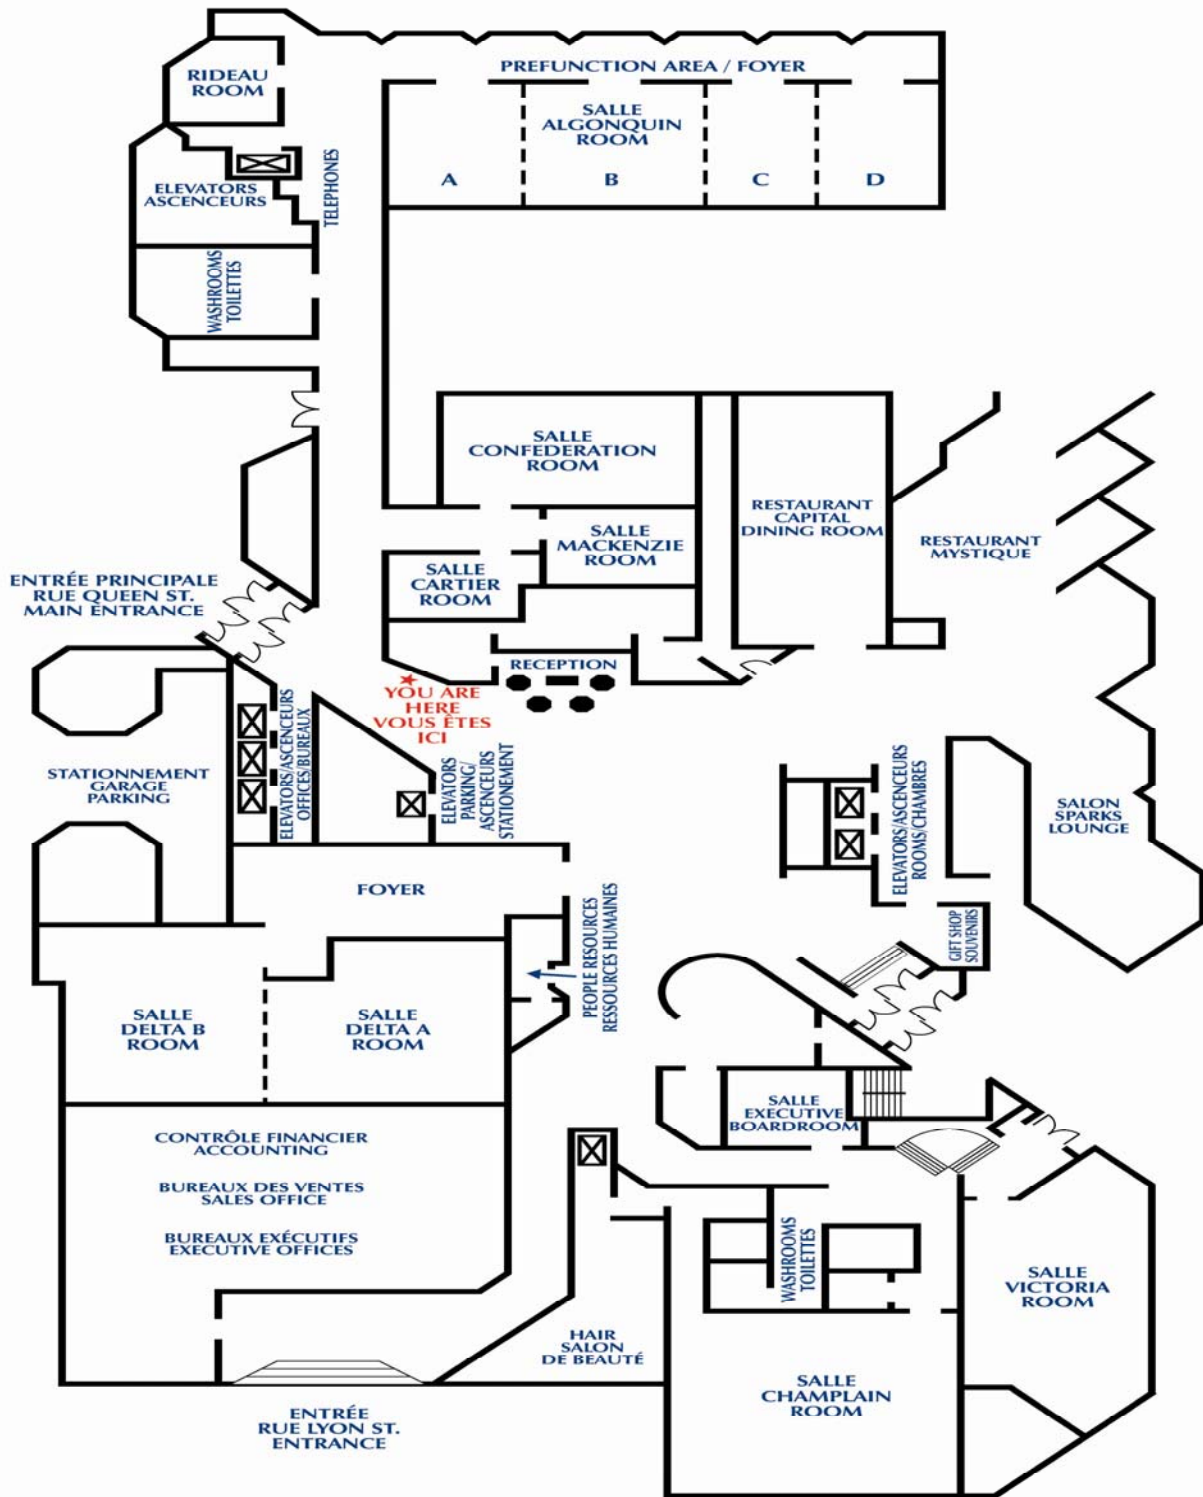 PREFUNCTION AREA / FOYER
RIDEAU
ROOM
SALLE
ALGONQUIN
ROOM
A
B
C
D
ELEVATORS
ASCENCEURS
TELEPHONES
WASHROOMS
TOILETTES
SALLE
CONFEDERATION
ROOM
SALLE
MACKENZIE
ROOM
SALLE
CARTIER
ROOM
RESTAURANT
CAPITAL
DINING ROOM
RESTAURANT
MYSTIQUE
ENTRÉE PRINCIPALE
RUE QUEEN ST.
MAIN ENTRANCE
RECEPTION
YOU ARE
HERE
VOUS ÊTES
ICI
STATIONNEMENT
GARAGE
PARKING
ELEVATORS/ASCENCEURS
OFFICES/BUREAUX
ELEVATORS
PARKING/
ASCENCEURS
STATIONEMENT
ELEVATORS/ASCENCEURS
ROOMS/CHAMBRES
SALON
SPARKS
LOUNGE
FOYER
PEOPLE RESOURCES
RESSOURCES HUMAINES
GIFT SHOP
SOUVENIRS
SALLE
DELTA B
ROOM
SALLE
DELTA A
ROOM
SALLE
EXECUTIVE
BOARDROOM
CONTRÔLE FINANCIER
ACCOUNTING
BUREAUX DES VENTES
SALES OFFICE
BUREAUX EXÉCUTIFS
EXECUTIVE OFFICES
WASHROOMS
TOILETTES
SALLE
VICTORIA
ROOM
HAIR
SALON
DE BEAUTÉ
SALLE
CHAMPLAIN
ROOM
ENTRÉE
RUE LYON ST.
ENTRANCE